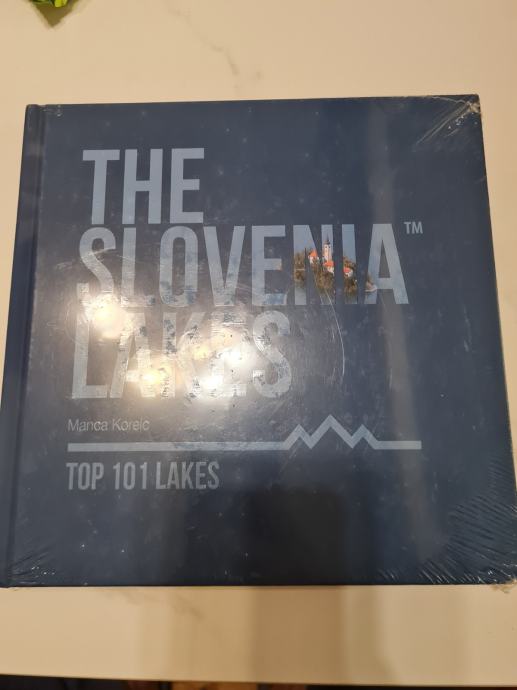 THE
SLOVENIA™
LAKES
Manca Korelc
TOP 101 LAKES